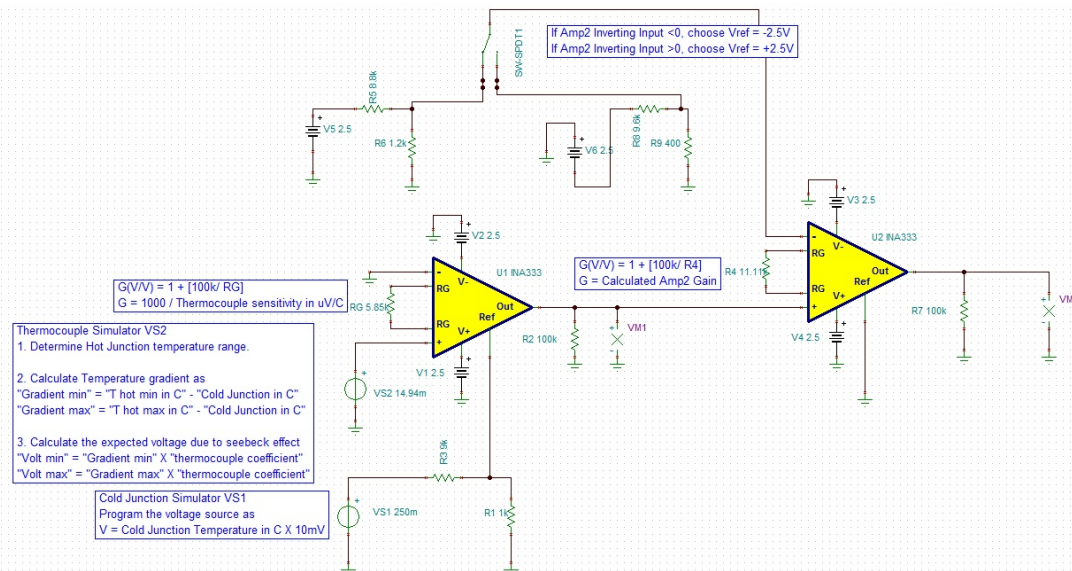 If Amp2 Inverting Input <0, choose Vref = -2.5V
If Amp2 Inverting Input >0, choose Vref = +2.5V
SW-SPDT1
R5 8.8k
V5 2.5
R6 1.2k
V6 2.5
R8 9.6k
R9 400
V3 2.5
U2 INA333
-
RG
V-
R4 11.11k
Out
RG
V+
Ref
+
V4 2.5
R7 100k
VM
V2 2.5
U1 INA333
-
RG
V-
RG 5.85k
Out
RG
V+
Ref
+
V1 2.5
R2 100k
VM1
G(V/V) = 1 + [100k/ R4]
G = Calculated Amp2 Gain
G(V/V) = 1 + [100k/ RG]
G = 1000 / Thermocouple sensitivity in uV/C
Thermocouple Simulator VS2
1. Determine Hot Junction temperature range.
2. Calculate Temperature gradient as
"Gradient min" = "T hot min in C" - "Cold Junction in C"
"Gradient max" = "T hot max in C" - "Cold Junction in C"
3. Calculate the expected voltage due to seebeck effect
"Volt min" = "Gradient min" X "thermocouple coefficient"
"Volt max" = "Gradient max" X "thermocouple coefficient"
VS2 14.94m
R3 9k
Cold Junction Simulator VS1
Program the voltage source as
V = Cold Junction Temperature in C X 10mV
VS1 250m
R1 1k